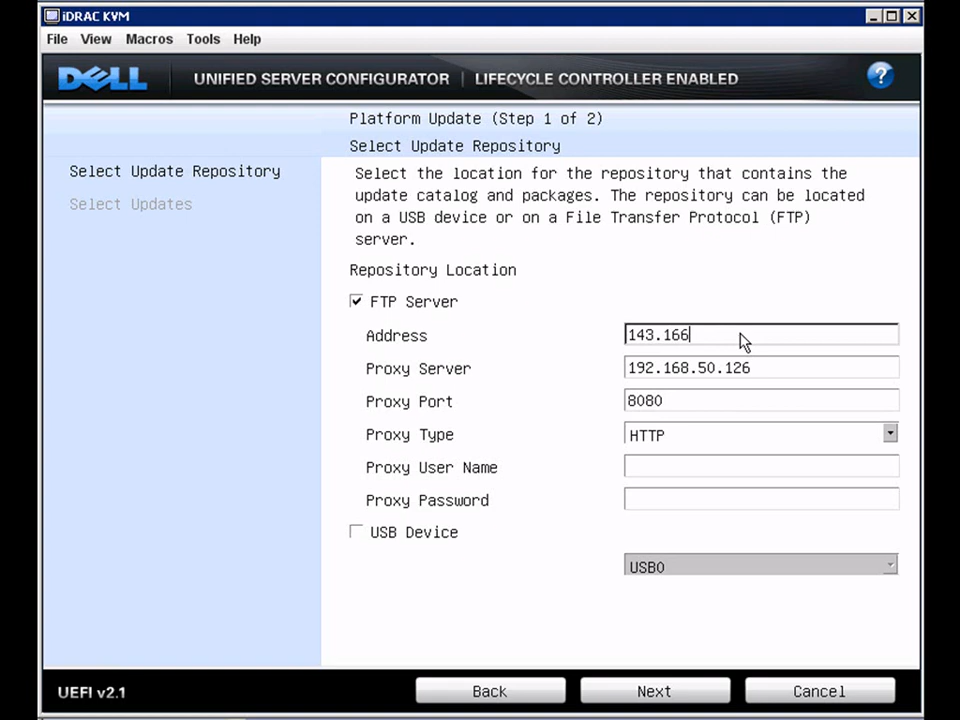 iDRAC KVM
File View Macros Tools Help
DELL UNIFIED SERVER CONFIGURATOR | LIFECYCLE CONTROLLER ENABLED ?
Platform Update (Step 1 of 2)
Select Update Repository
Select Update Repository
Select Updates
Select the location for the repository that contains the
update catalog and packages. The repository can be located
on a USB device or on a File Transfer Protocol (FTP)
server.
Repository Location
FTP Server
Address 143.166
Proxy Server 192.168.50.126
Proxy Port 8080
Proxy Type HTTP
Proxy User Name
Proxy Password
USB Device
USB0
UEFI v2.1 Back Next Cancel